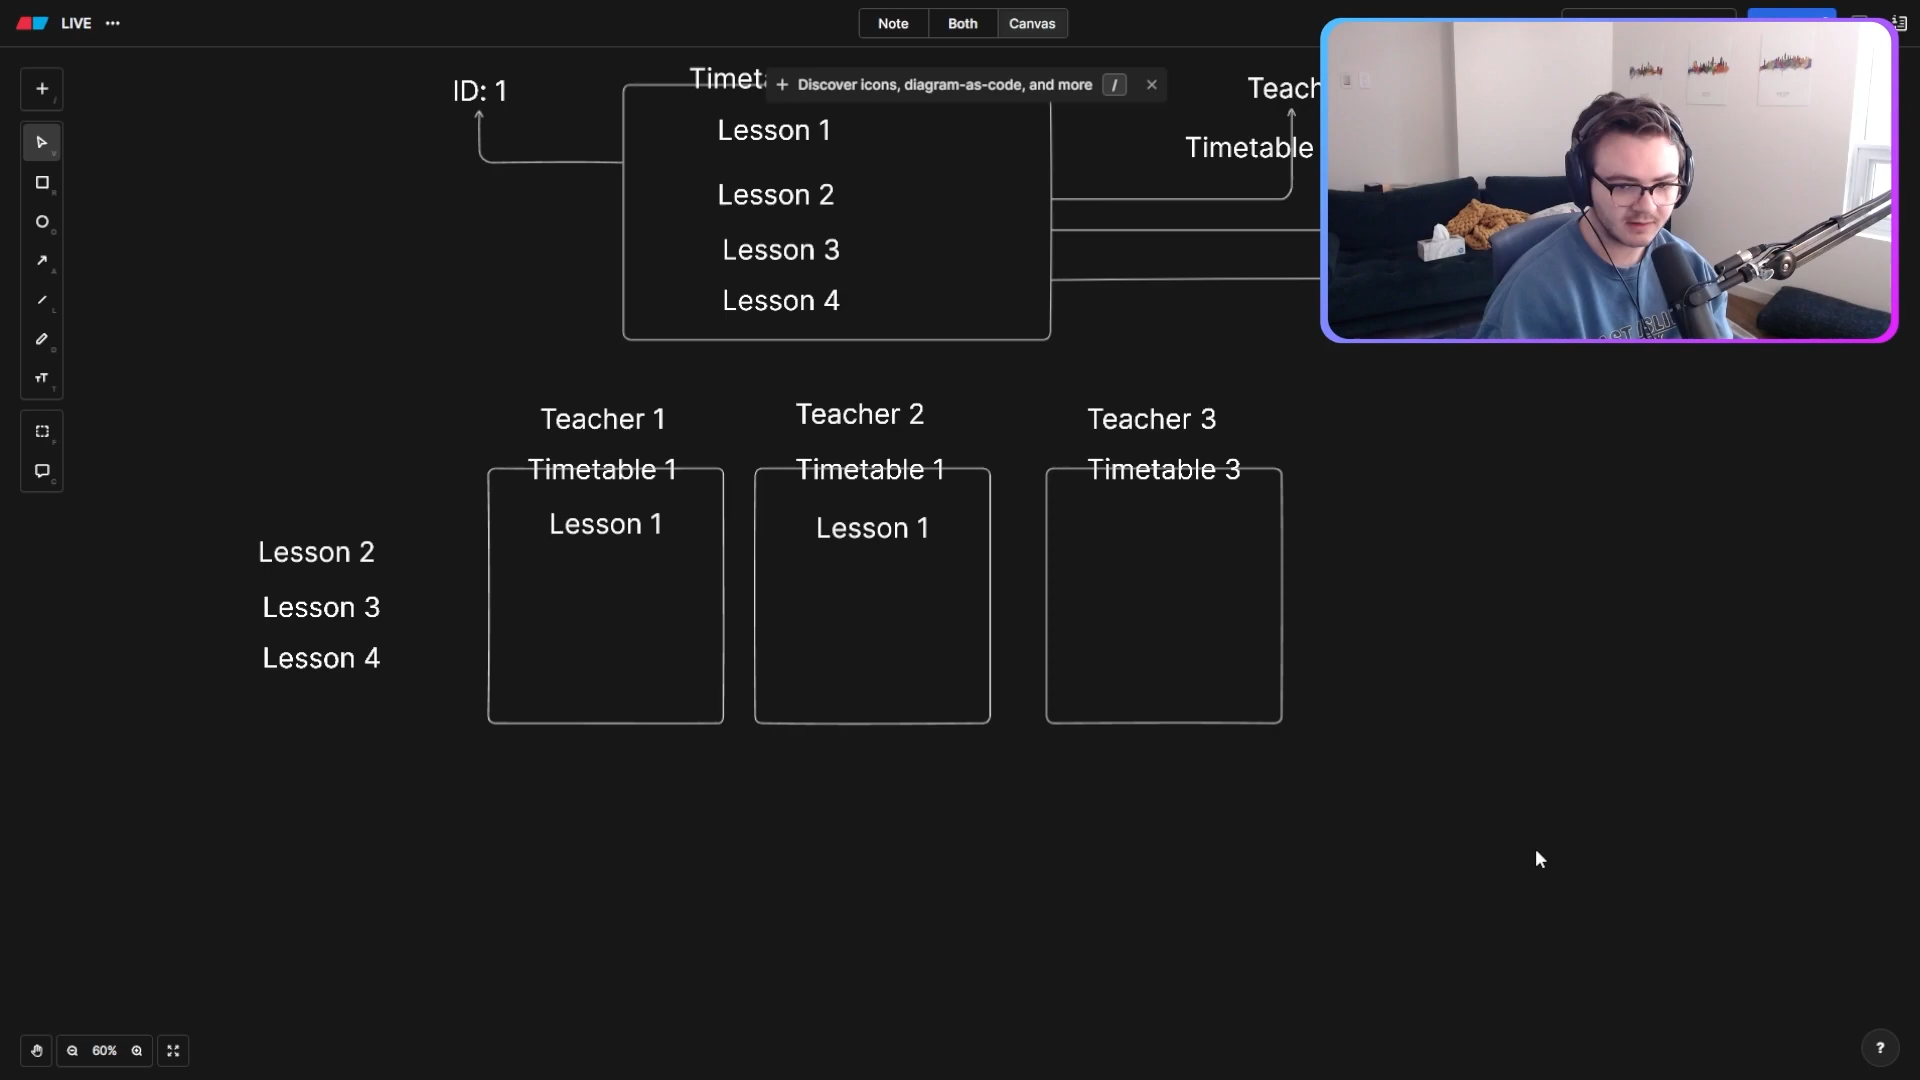 LIVE
Note
Both
Canvas
Discover icons, diagram-as-code, and more
/
ID: 1
Timet
Lesson 1
Lesson 2
Lesson 3
Lesson 4
Teach
Timetable
Teacher 1
Teacher 2
Teacher 3
Timetable 1
Timetable 1
Timetable 3
Lesson 1
Lesson 1
Lesson 2
Lesson 3
Lesson 4
60%
?